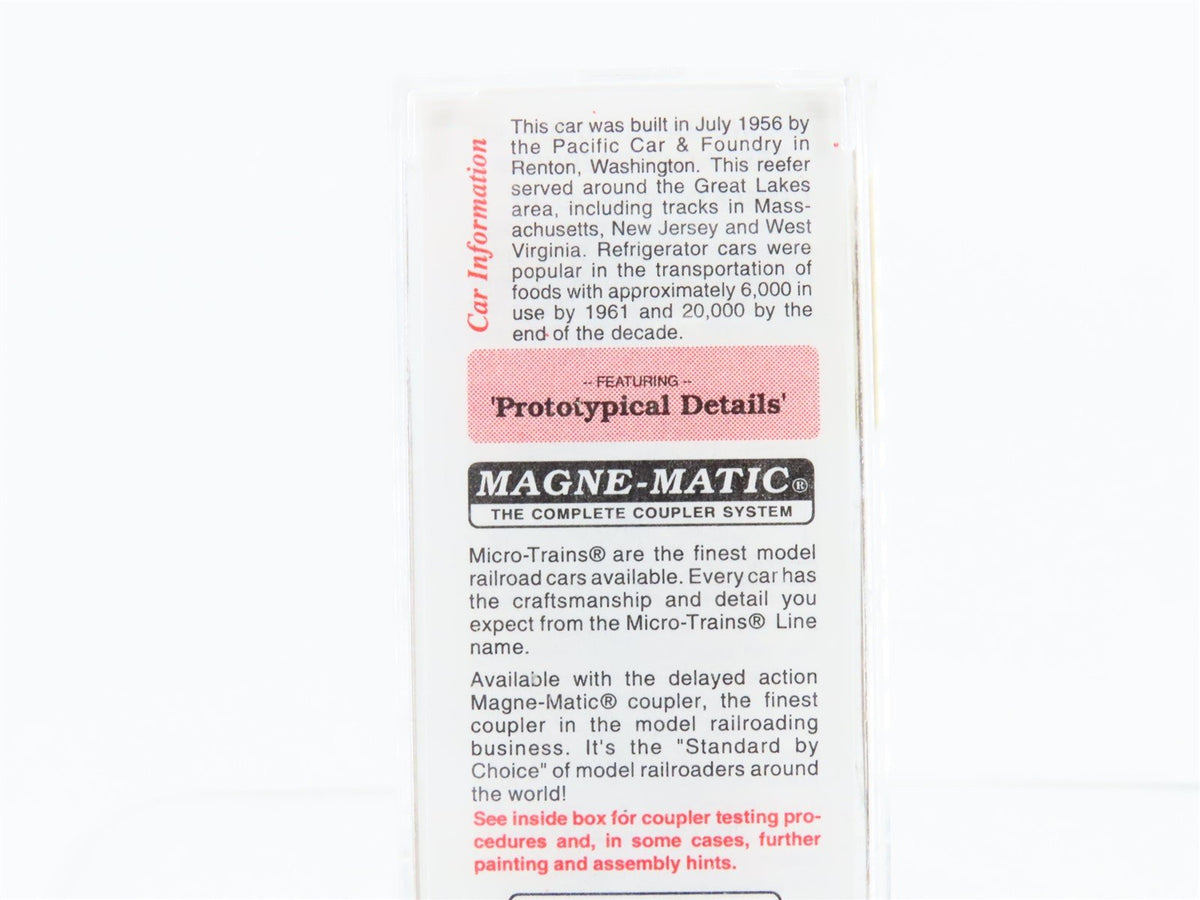 Car Information
This car was built in July 1956 by
the Pacific Car & Foundry in
Renton, Washington. This reefer
served around the Great Lakes
area, including tracks in Mass-
achusetts, New Jersey and West
Virginia. Refrigerator cars were
popular in the transportation of
foods with approximately 6,000 in
use by 1961 and 20,000 by the
end of the decade.
-- FEATURING --
'Prototypical Details'
MAGNE-MATIC®
THE COMPLETE COUPLER SYSTEM
Micro-Trains® are the finest model
railroad cars available. Every car has
the craftsmanship and detail you
expect from the Micro-Trains® Line
name.
Available with the delayed action
Magne-Matic® coupler, the finest
coupler in the model railroading
business. It's the "Standard by
Choice" of model railroaders around
the world!
See inside box for coupler testing pro-
cedures and, in some cases, further
painting and assembly hints.